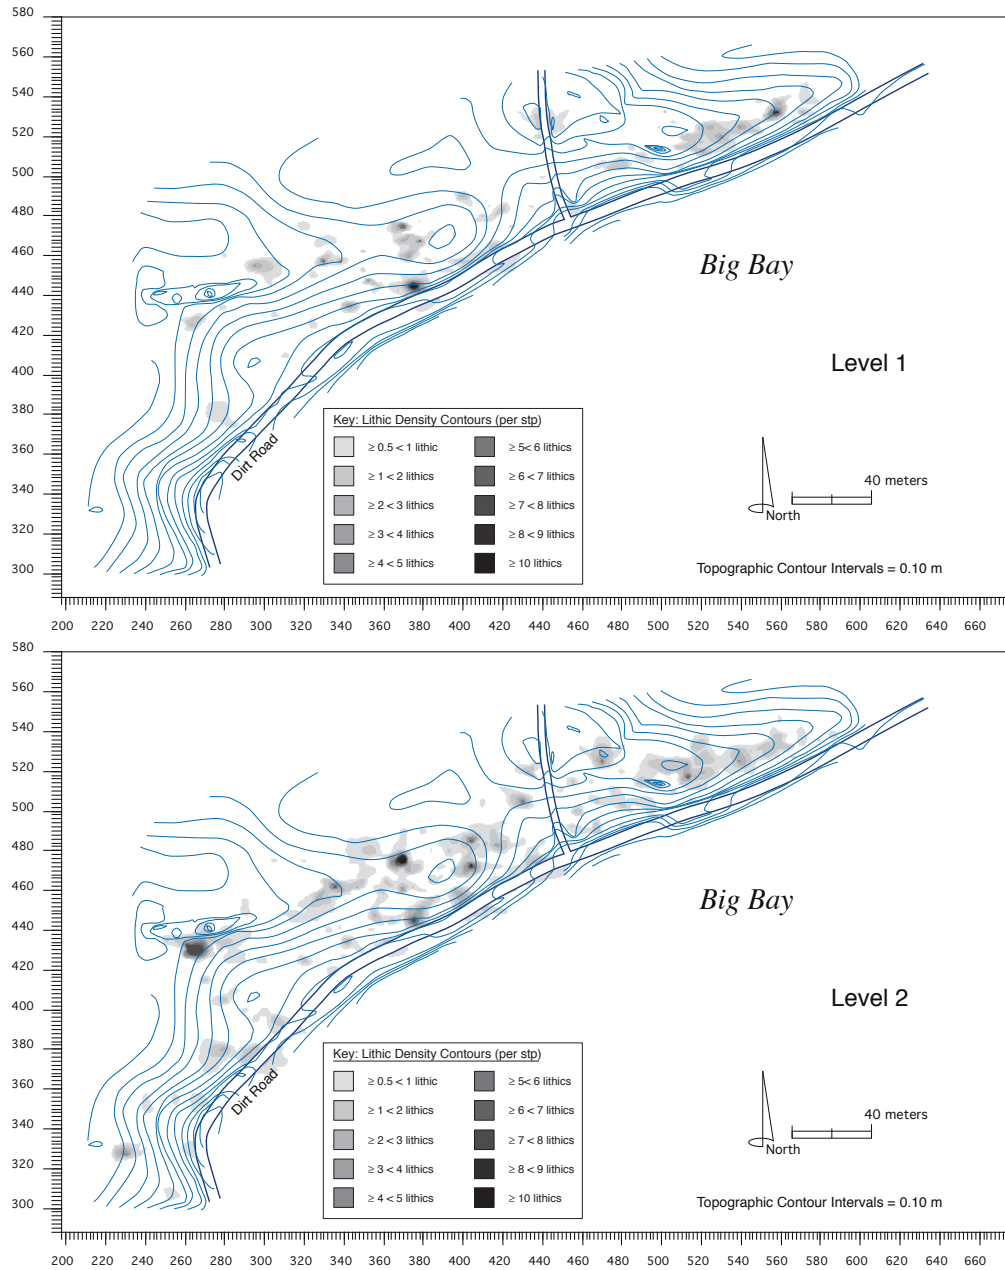 580
560
540
520
500
480
460
440
420
400
380
360
340
320
300
Big Bay
Level 1
Dirt Road
Key: Lithic Density Contours (per stp)
≥ 0.5 < 1 lithic
≥ 5< 6 lithics
≥ 1 < 2 lithics
≥ 6 < 7 lithics
≥ 2 < 3 lithics
≥ 7 < 8 lithics
≥ 3 < 4 lithics
≥ 8 < 9 lithics
≥ 4 < 5 lithics
≥ 10 lithics
40 meters
North
Topographic Contour Intervals = 0.10 m
200 220 240 260 280 300 320 340 360 380 400 420 440 460 480 500 520 540 560 580 600 620 640 660
580
560
540
520
500
480
460
440
420
400
380
360
340
320
300
Big Bay
Level 2
Dirt Road
Key: Lithic Density Contours (per stp)
≥ 0.5 < 1 lithic
≥ 5< 6 lithics
≥ 1 < 2 lithics
≥ 6 < 7 lithics
≥ 2 < 3 lithics
≥ 7 < 8 lithics
≥ 3 < 4 lithics
≥ 8 < 9 lithics
≥ 4 < 5 lithics
≥ 10 lithics
40 meters
North
Topographic Contour Intervals = 0.10 m
200 220 240 260 280 300 320 340 360 380 400 420 440 460 480 500 520 540 560 580 600 620 640 660